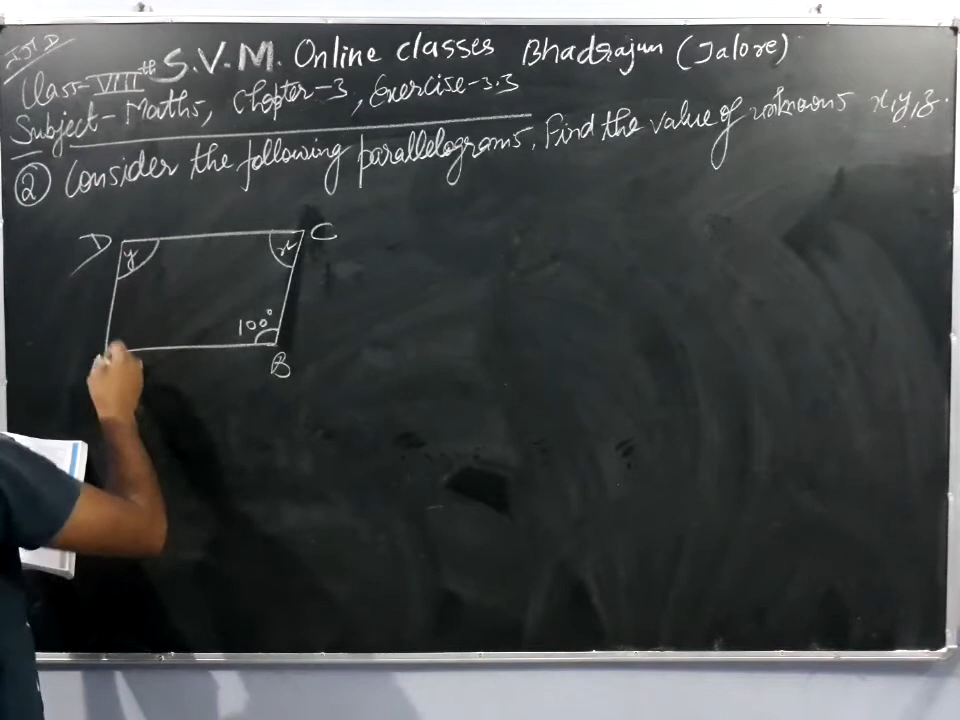 S.V.M. Online classes Bhadrajun (Jalore)
Class-VIIIth
Subject-Maths, Chapter-3, Exercise-3.3
② Consider the following parallelograms. Find the value of unknowns x,y,z.
D y x C
100°
B